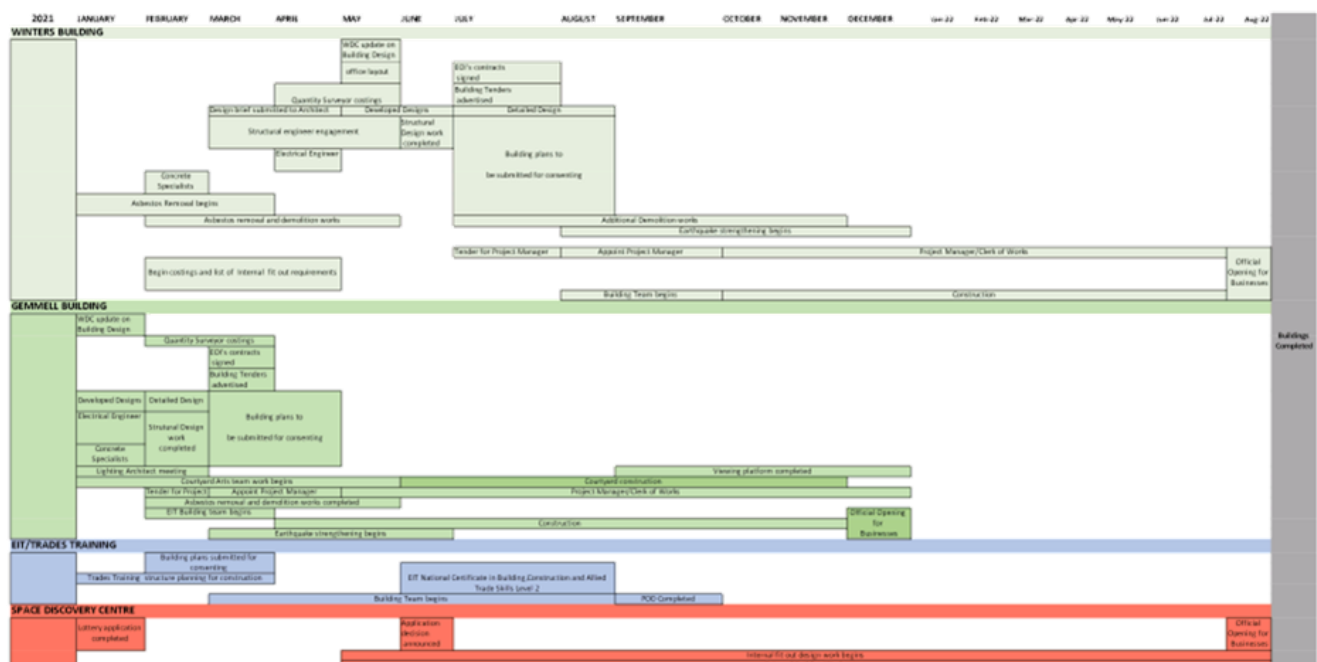 2021 JANUARY FEBRUARY MARCH APRIL MAY JUNE JULY AUGUST SEPTEMBER OCTOBER NOVEMBER DECEMBER Jan-22 Feb-22 Mar-22 Apr-22 May-22 Jun-22 Jul-22 Aug-22
WINTERS BUILDING
WDC update on
Building Design
office layout
EOI's contracts
signed
Quantity Surveyor costings
Building Tenders
advertised
Design brief submitted to Architect
Developed Designs
Detailed Design
Structural engineer engagement
Structural
Design work
completed
Electrical Engineer
Building plans to
be submitted for consenting
Concrete
Specialists
Asbestos Removal begins
Asbestos removal and demolition works
Additional Demolition works
Earthquake strengthening begins
Tender for Project Manager
Appoint Project Manager
Project Manager/Clerk of Works
Begin costings and list of Internal fit out requirements
Official
Opening for
Businesses
Building Team begins
Construction
GEMMELL BUILDING
WDC update on
Building Design
Quantity Surveyor costings
EOI's contracts
signed
Building Tenders
advertised
Developed Designs
Detailed Design
Electrical Engineer
Strutural Design
work
completed
Building plans to
be submitted for consenting
Concrete
Specialists
Lighting Architect meeting
Viewing platform completed
Courtyard Arts team work begins
Courtyard construction
Tender for Project
Appoint Project Manager
Project Manager/Clerk of Works
Asbestos removal and demolition works completed
EIT Building team begins
Construction
Official Opening
for
Businesses
Earthquake strengthening begins
Buildings
Completed
EIT/TRADES TRAINING
Building plans submitted for
consenting
Trades Training structure planning for construction
EIT National Certificate in Building,Construction and Allied
Trade Skills Level 2
Building Team begins
POD Completed
SPACE DISCOVERY CENTRE
Lottery application
completed
Application
decision
announced
Official
Opening for
Businesses
Internal fit out design work begins